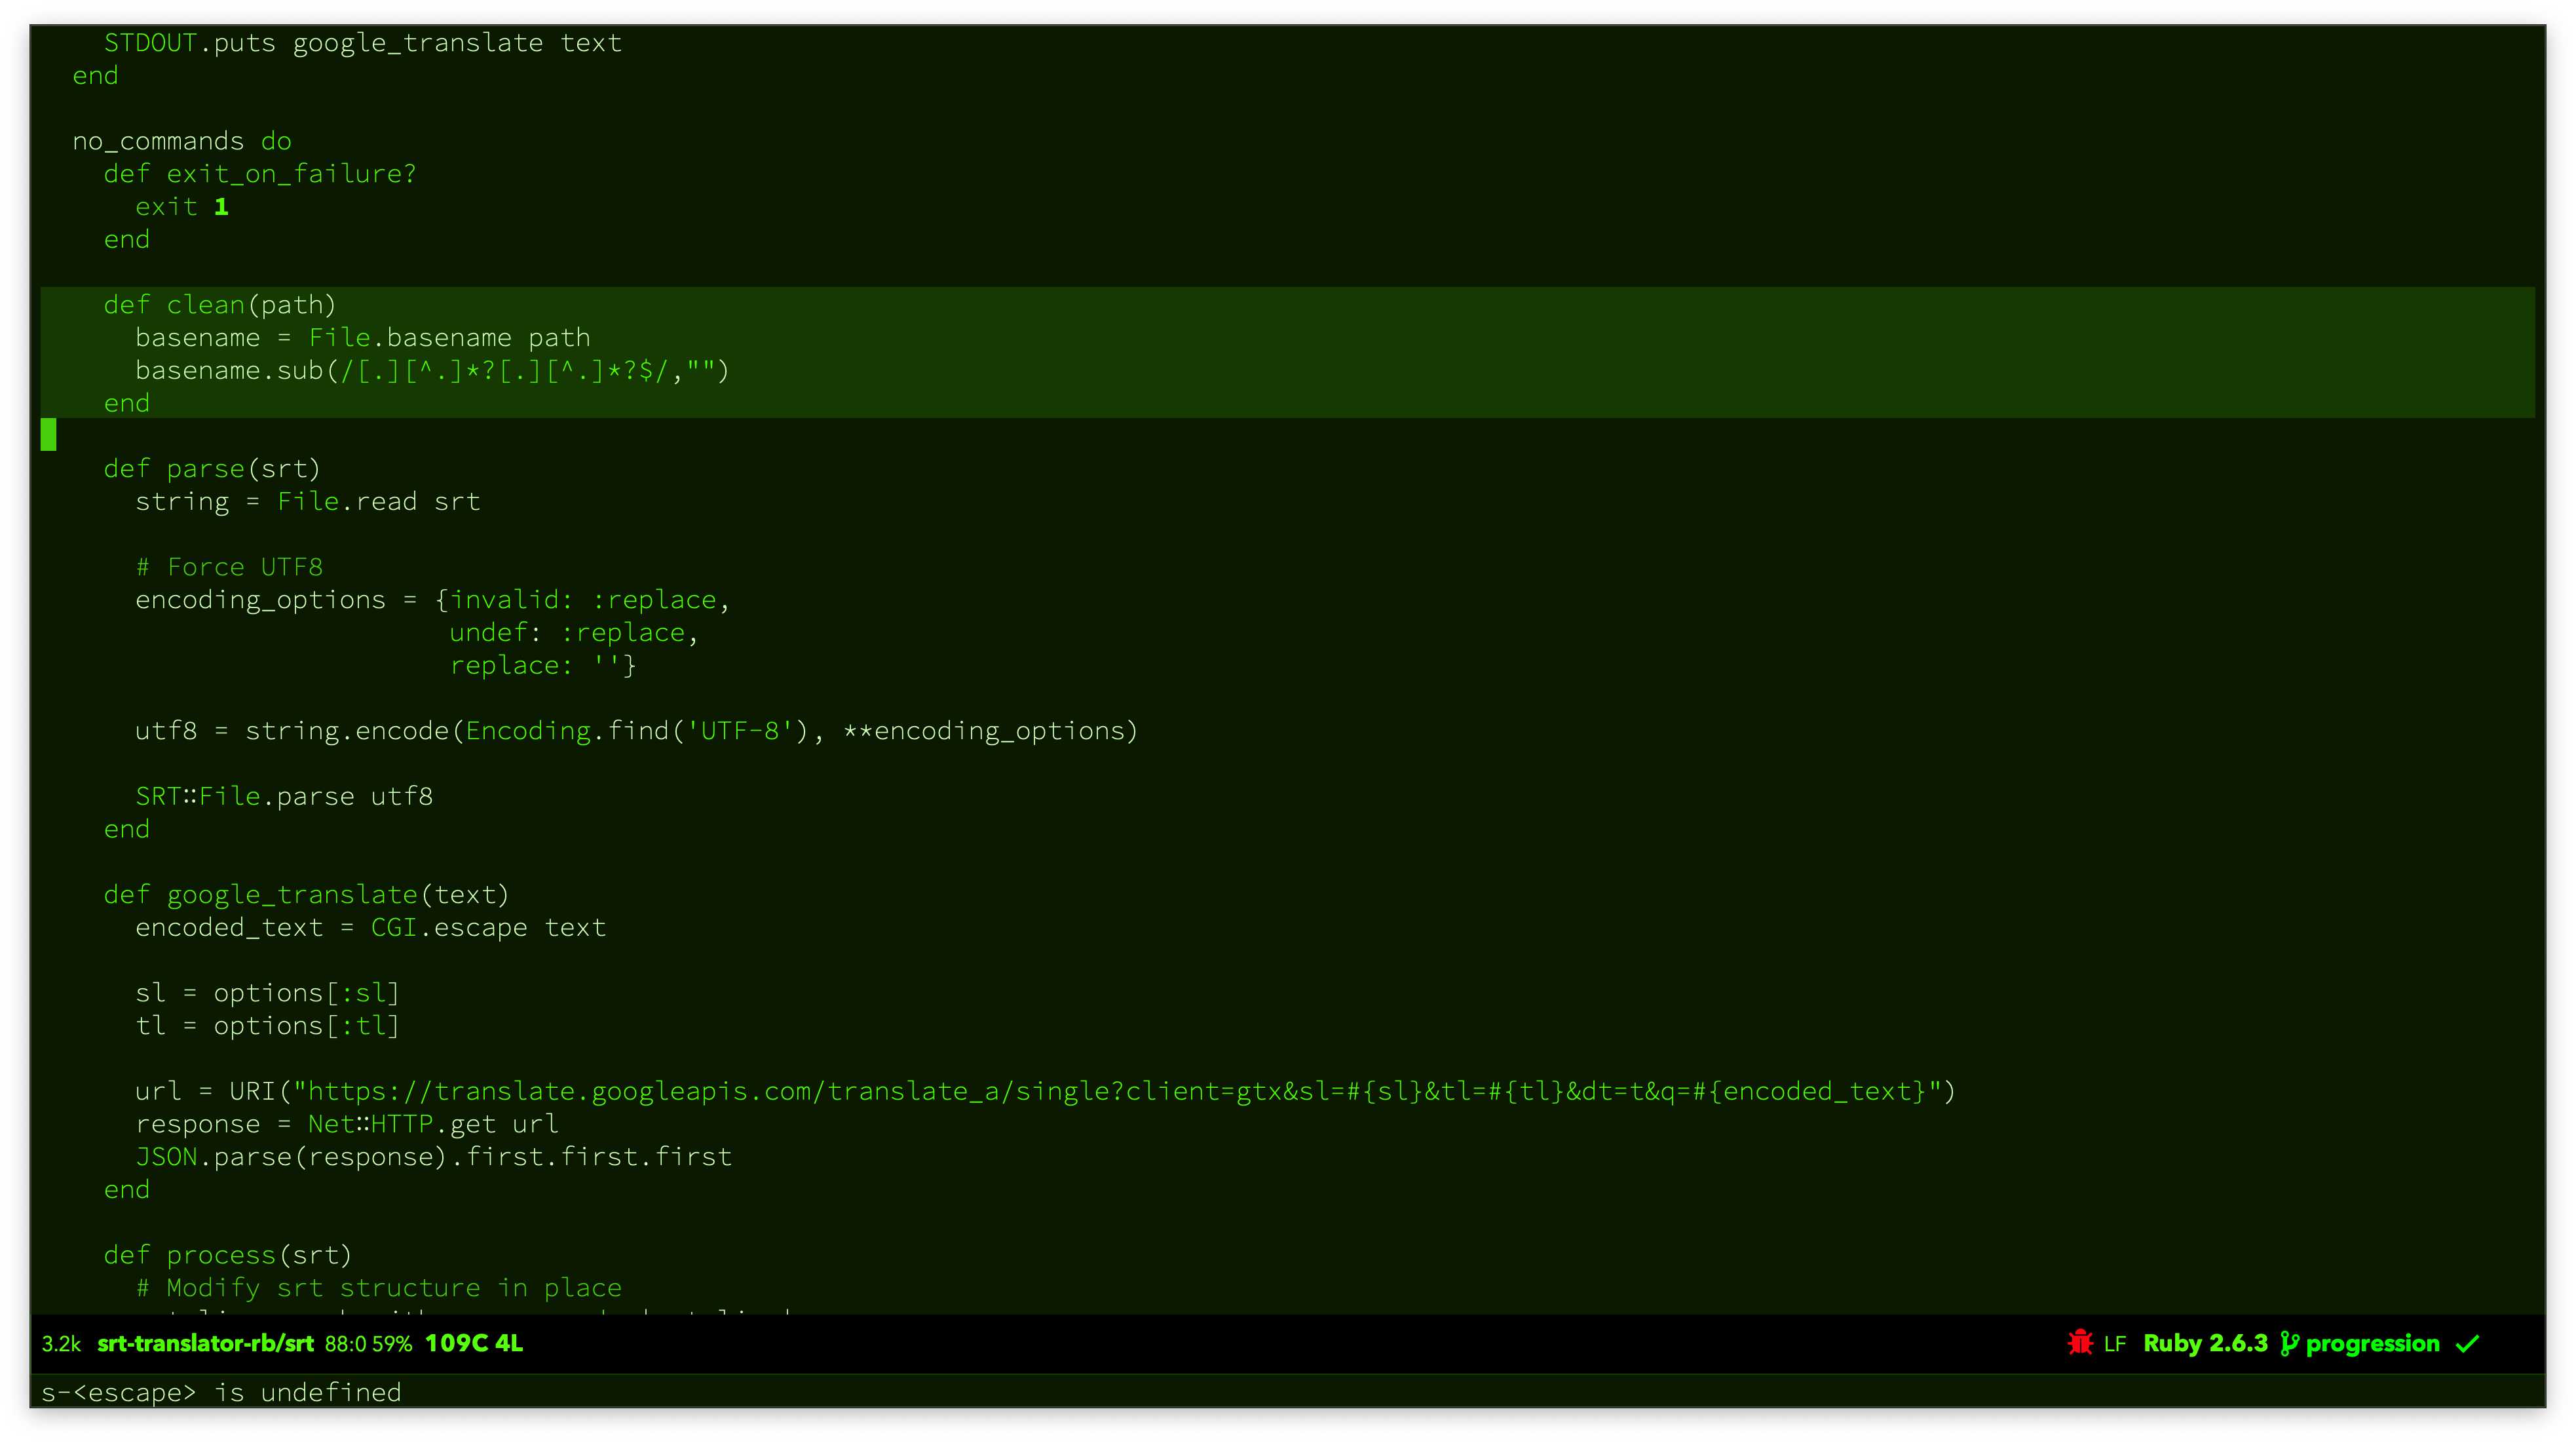 STDOUT.puts google_translate text
  end

  no_commands do
    def exit_on_failure?
      exit 1
    end

    def clean(path)
      basename = File.basename path
      basename.sub(/[.][^.]*?[.][^.]*?$/,"")
    end

    def parse(srt)
      string = File.read srt

      # Force UTF8
      encoding_options = {invalid: :replace,
                          undef: :replace,
                          replace: ''}

      utf8 = string.encode(Encoding.find('UTF-8'), **encoding_options)

      SRT::File.parse utf8
    end

    def google_translate(text)
      encoded_text = CGI.escape text

      sl = options[:sl]
      tl = options[:tl]

      url = URI("https://translate.googleapis.com/translate_a/single?client=gtx&sl=#{sl}&tl=#{tl}&dt=t&q=#{encoded_text}")
      response = Net::HTTP.get url
      JSON.parse(response).first.first.first
    end

    def process(srt)
      # Modify srt structure in place
3.2k srt-translator-rb/srt 88:0 59% 109C 4L LF Ruby 2.6.3 progression
s-<escape> is undefined